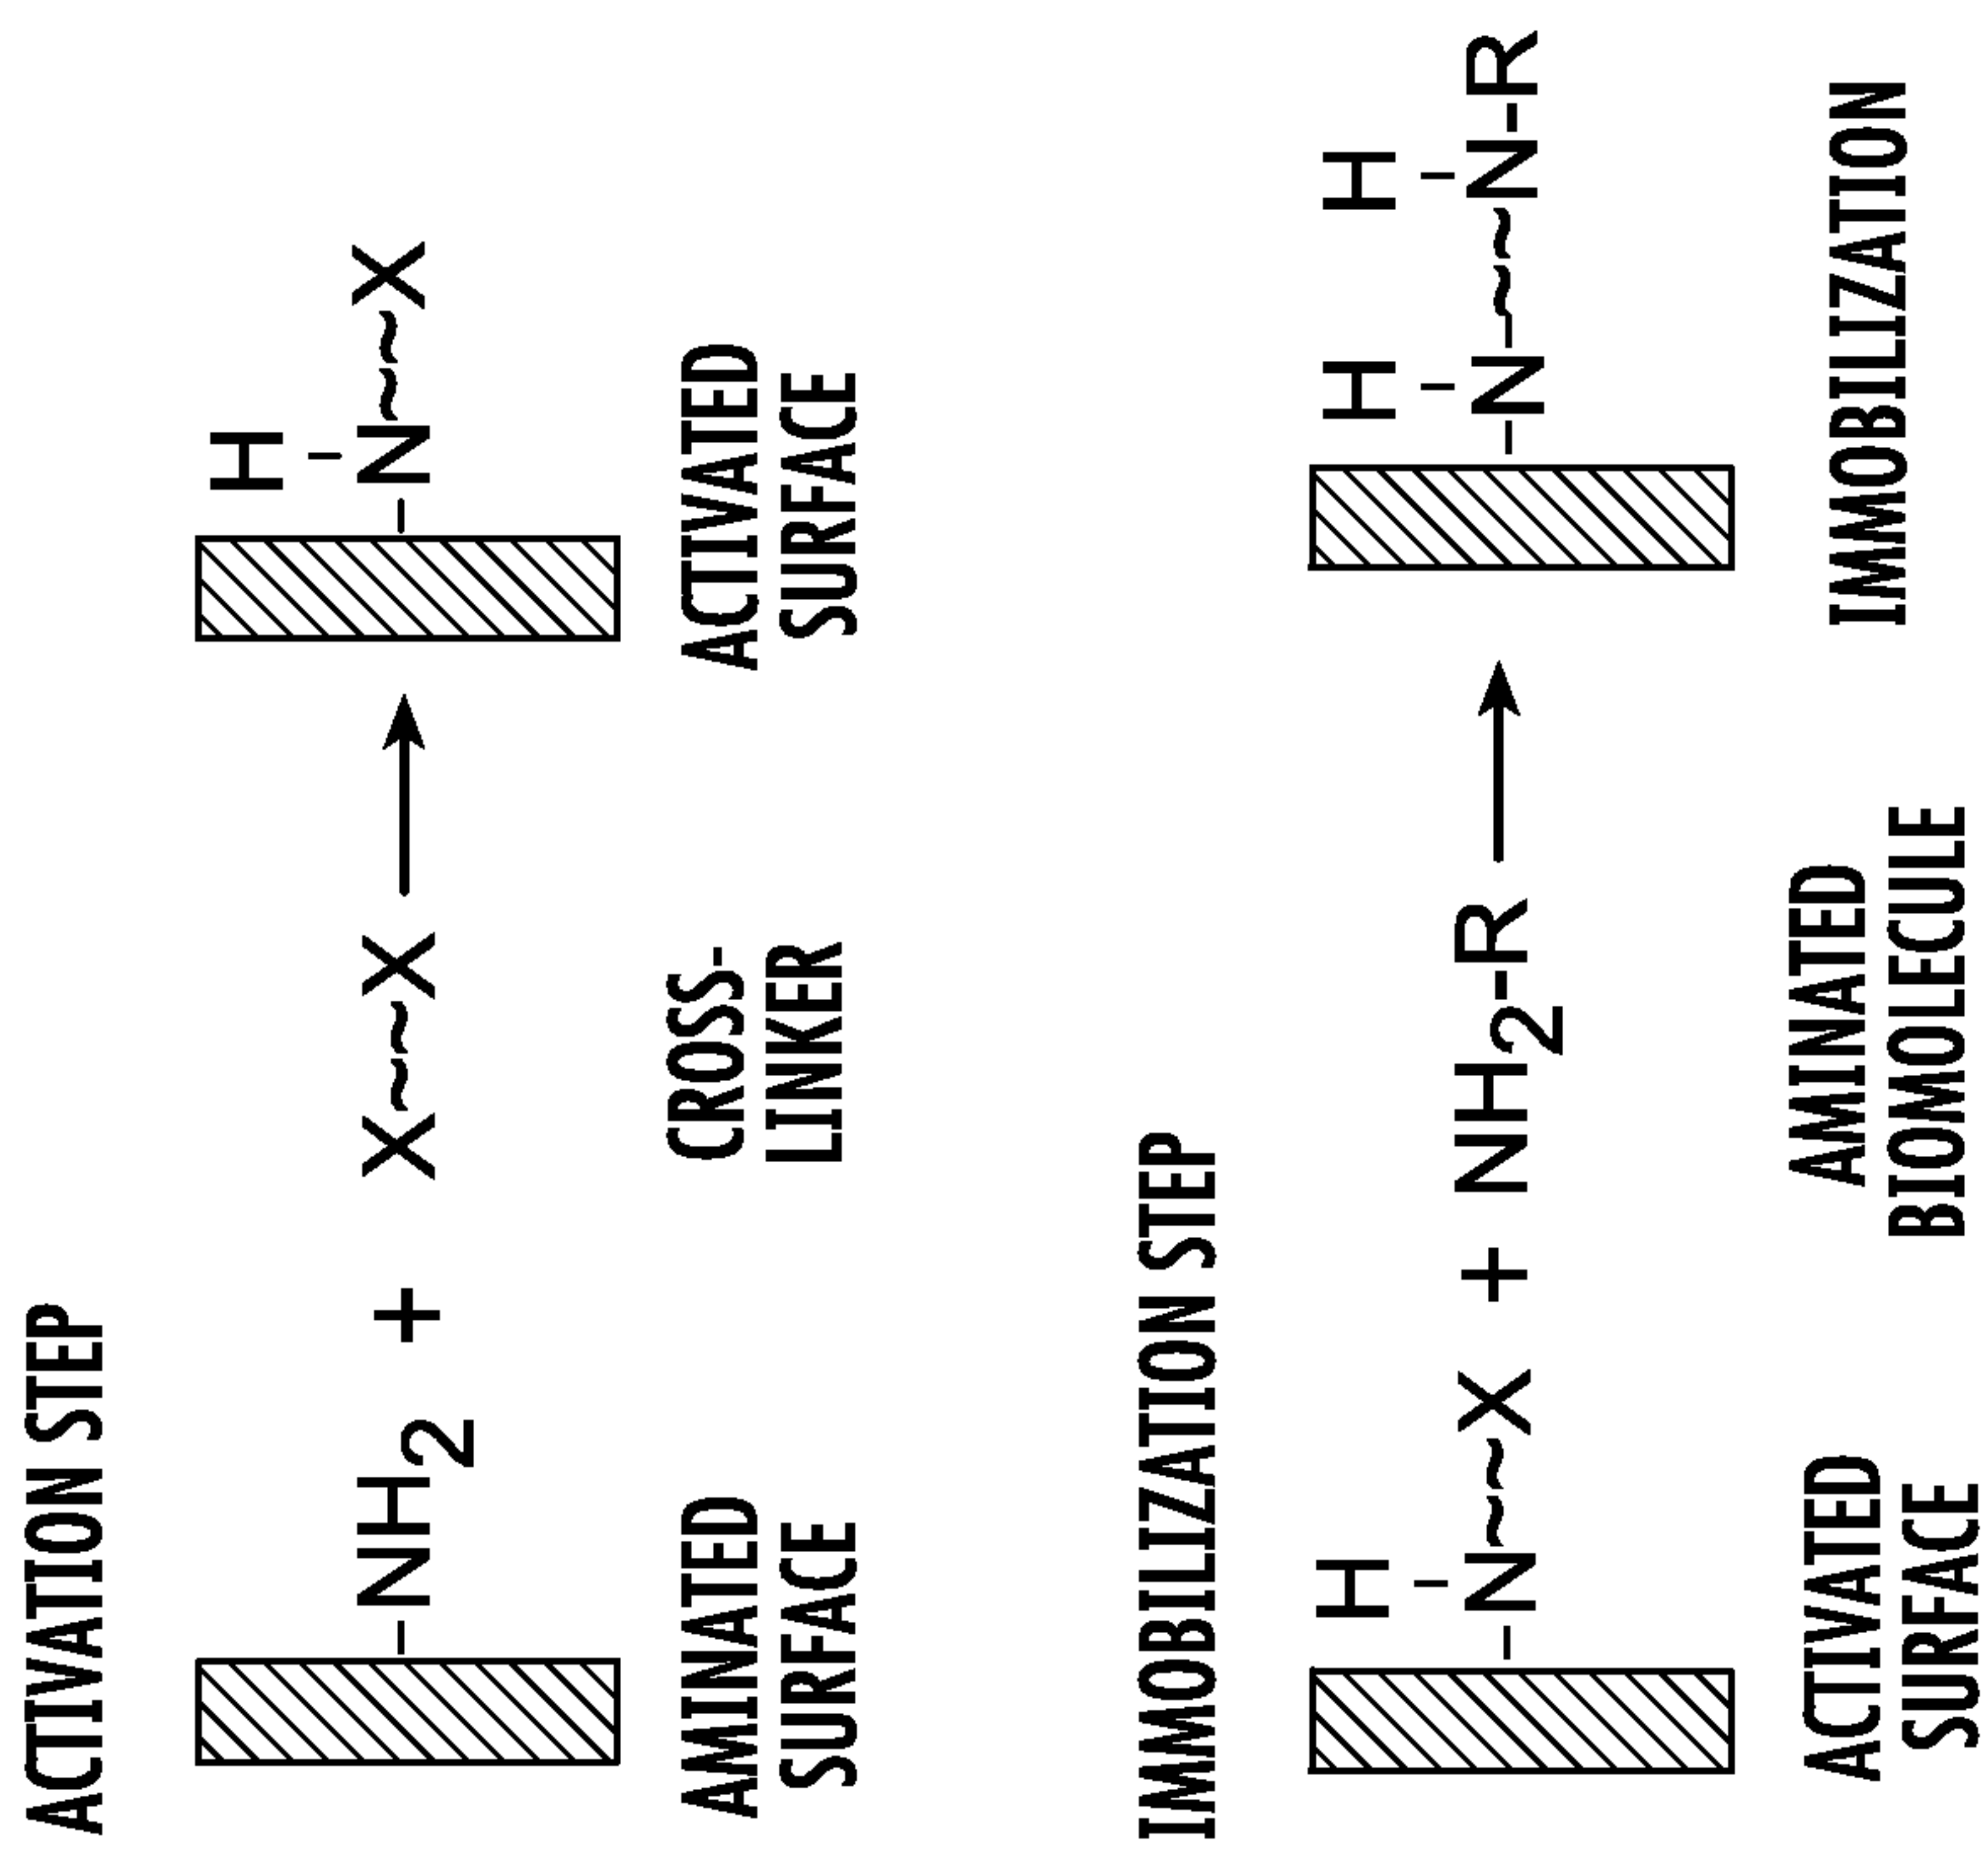 ACTIVATION STEP
H
NH2 + X~~X N~~X
AMINATED SURFACE
CROSS-LINKER
ACTIVATED SURFACE
IMMOBILIZATION STEP
H H H
N~~X + NH2-R N~~N-R
ACTIVATED SURFACE
AMINATED BIOMOLECULE
IMMOBILIZATION